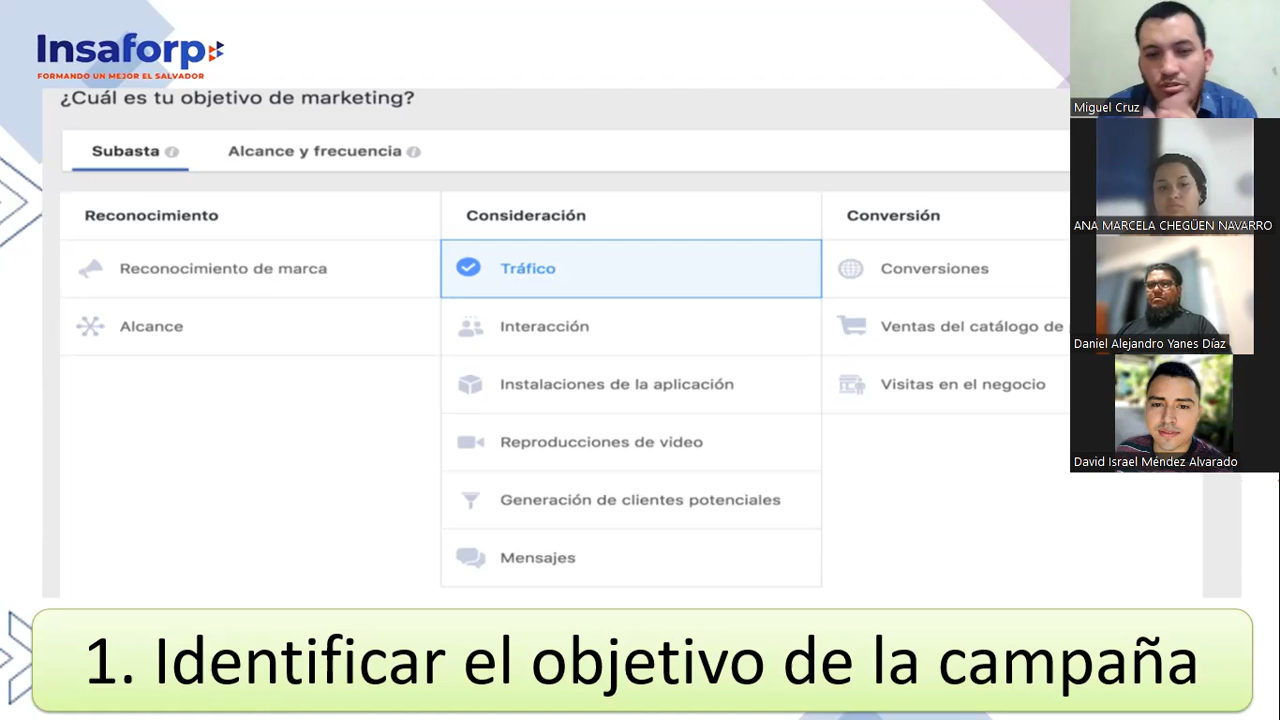 Insaforp
FORMANDO UN MEJOR EL SALVADOR
¿Cuál es tu objetivo de marketing?
Subasta
Alcance y frecuencia
Reconocimiento
Reconocimiento de marca
Alcance
Consideración
Tráfico
Interacción
Instalaciones de la aplicación
Reproducciones de video
Generación de clientes potenciales
Mensajes
Conversión
Conversiones
Ventas del catálogo de
Visitas en el negocio
1. Identificar el objetivo de la campaña
Miguel Cruz
ANA MARCELA CHEGÜEN NAVARRO
Daniel Alejandro Yanes Díaz
David Israel Méndez Alvarado